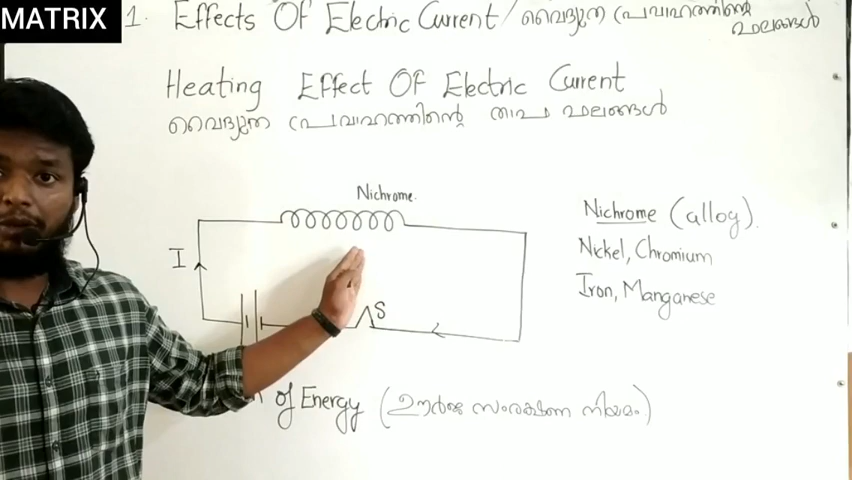 MATRIX
1. Effects Of Electric Current / വൈദ്യുത പ്രവാഹത്തിന്റെ
ഫലങ്ങൾ
Heating Effect OF Electric Current
വൈദ്യുത പ്രവാഹത്തിന്റെ താപ ഫലങ്ങൾ
Nichrome.
Nichrome (alloy).
I
Nickel, Chromium
S
Iron, Manganese
of Energy (ഊർജ സംരക്ഷണ നിയമം)